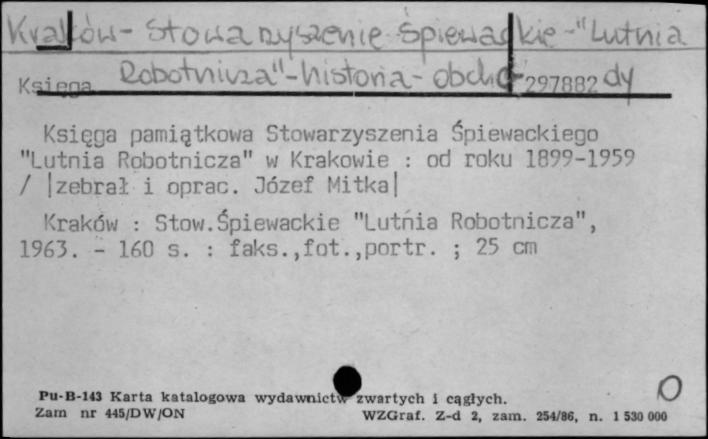 Kraków - Stowarzyszenie Śpiewackie - "Lutnia
Robotnicza" - historia - obchody
Księga 297882
Księga pamiątkowa Stowarzyszenia Śpiewackiego
"Lutnia Robotnicza" w Krakowie : od roku 1899-1959
/ |zebrał i oprac. Józef Mitka|
Kraków : Stow.Śpiewackie "Lutnia Robotnicza",
1963. - 160 s. : faks.,fot.,portr. ; 25 cm
Pu-B-143 Karta katalogowa wydawnictw zwartych i cągłych.
Zam nr 445/DW/ON WZGraf. Z-d 2, zam. 254/86, n. 1 530 000